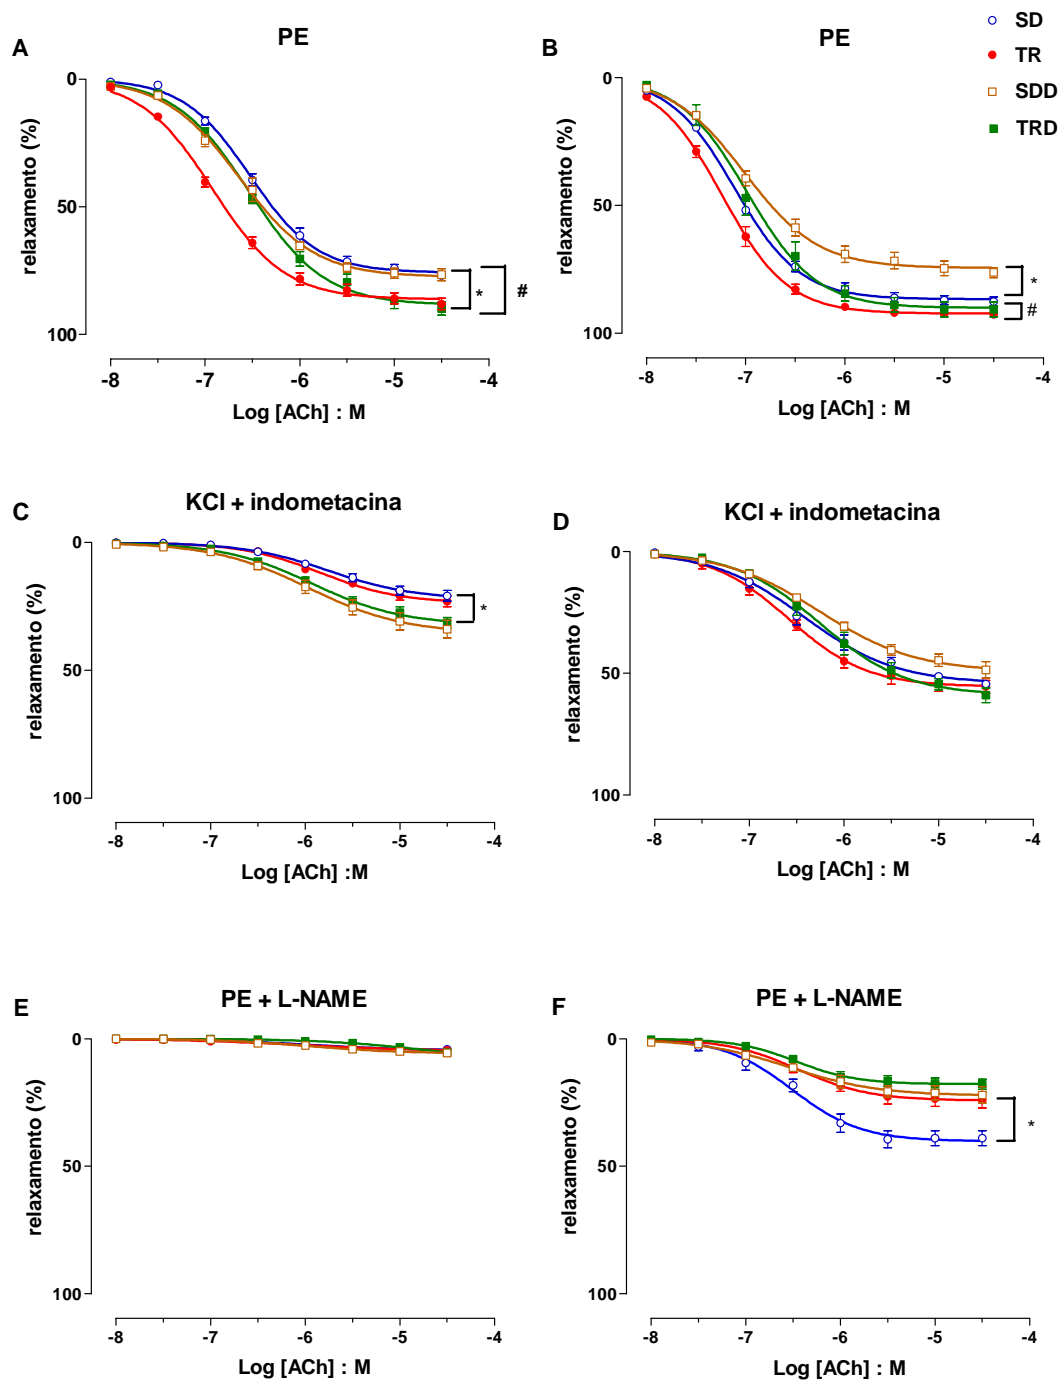 A
PE
B
PE
SD
TR
SDD
TRD
relaxamento (%)
0
50
100
*
#
-8
-7
-6
-5
-4
Log [ACh] : M
relaxamento (%)
0
50
100
*
#
-8
-7
-6
-5
-4
Log [ACh] : M
C
KCl + indometacina
D
KCl + indometacina
relaxamento (%)
0
50
100
*
-8
-7
-6
-5
-4
Log [ACh] :M
relaxamento (%)
0
50
100
-8
-7
-6
-5
-4
Log [ACh] : M
E
PE + L-NAME
F
PE + L-NAME
relaxamento (%)
0
50
100
-8
-7
-6
-5
-4
Log [ACh] : M
relaxamento (%)
0
50
100
*
-8
-7
-6
-5
-4
Log [ACh] : M